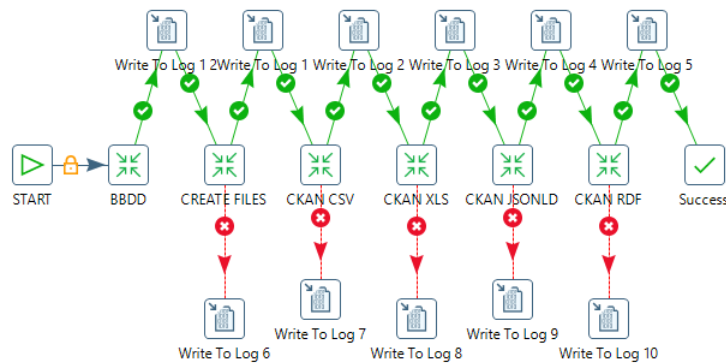 Write To Log 1 2
Write To Log 1
Write To Log 2
Write To Log 3
Write To Log 4
Write To Log 5
START
BBDD
CREATE FILES
CKAN CSV
CKAN XLS
CKAN JSONLD
CKAN RDF
Success
Write To Log 6
Write To Log 7
Write To Log 8
Write To Log 9
Write To Log 10